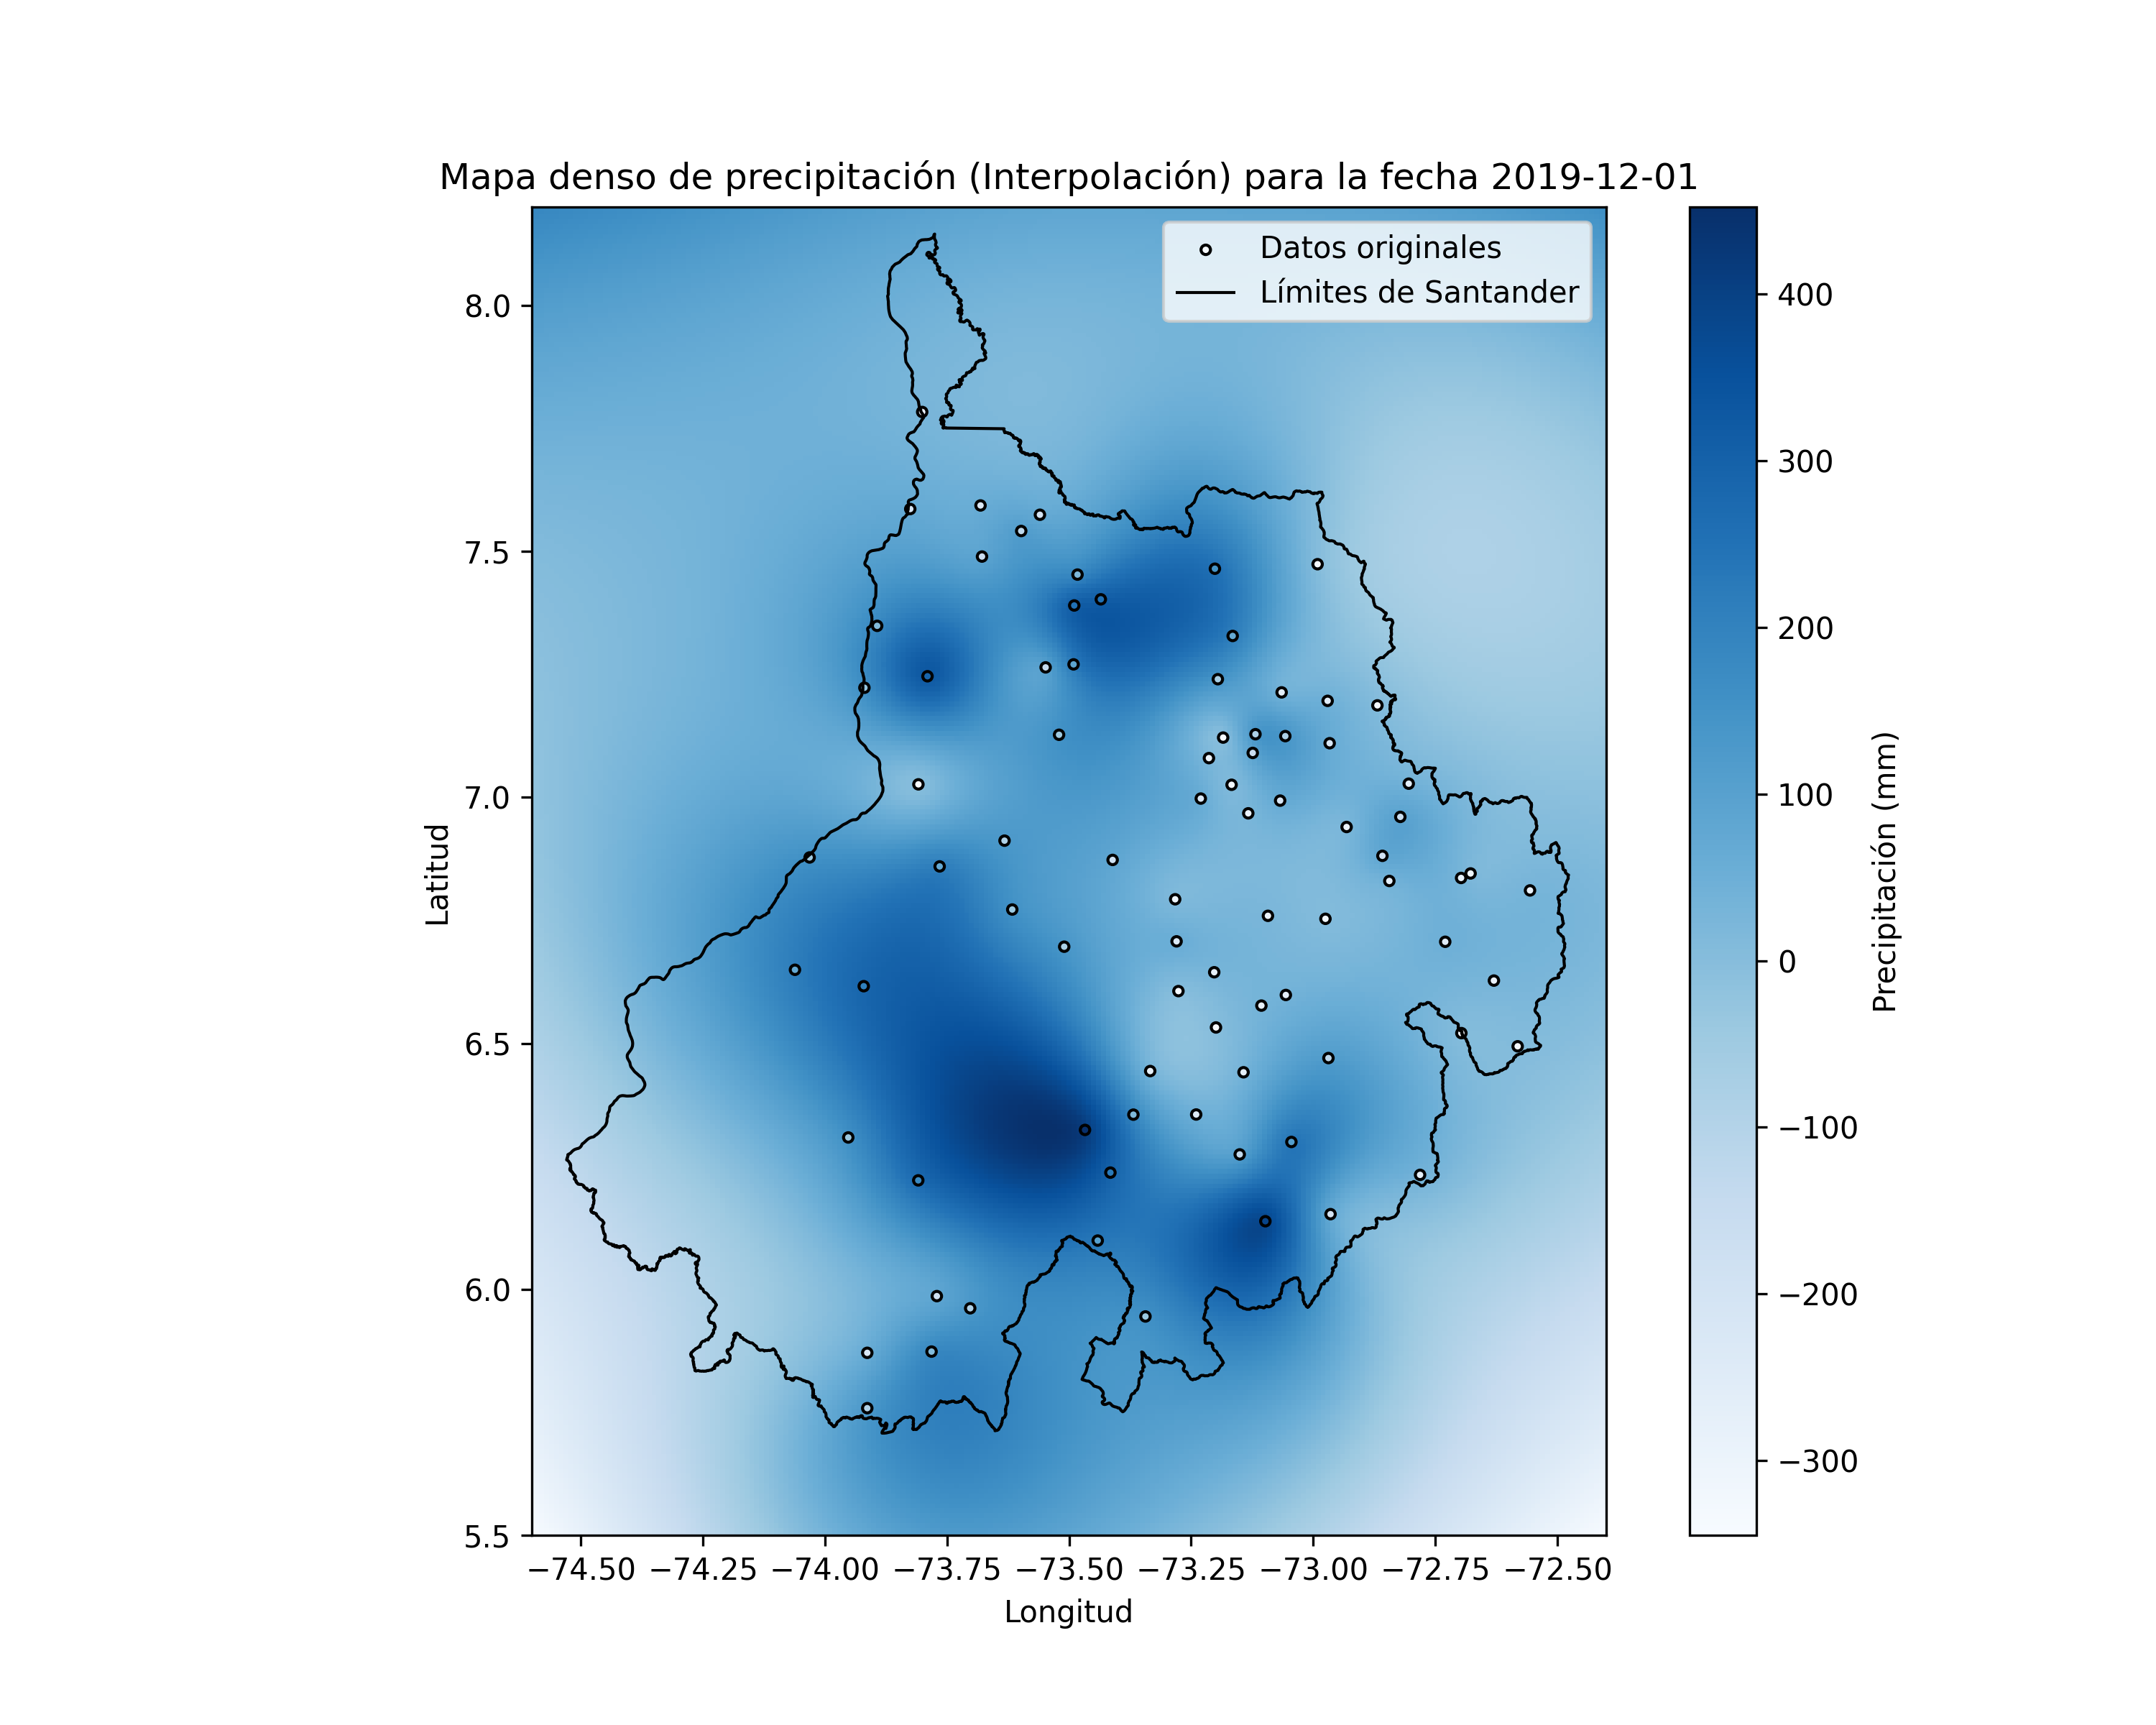 Mapa denso de precipitación (Interpolación) para la fecha 2019-12-01
Datos originales
Límites de Santander
8.0
7.5
7.0
6.5
6.0
5.5
Latitud
−74.50 −74.25 −74.00 −73.75 −73.50 −73.25 −73.00 −72.75 −72.50
Longitud
400
300
200
100
0
−100
−200
−300
Precipitación (mm)